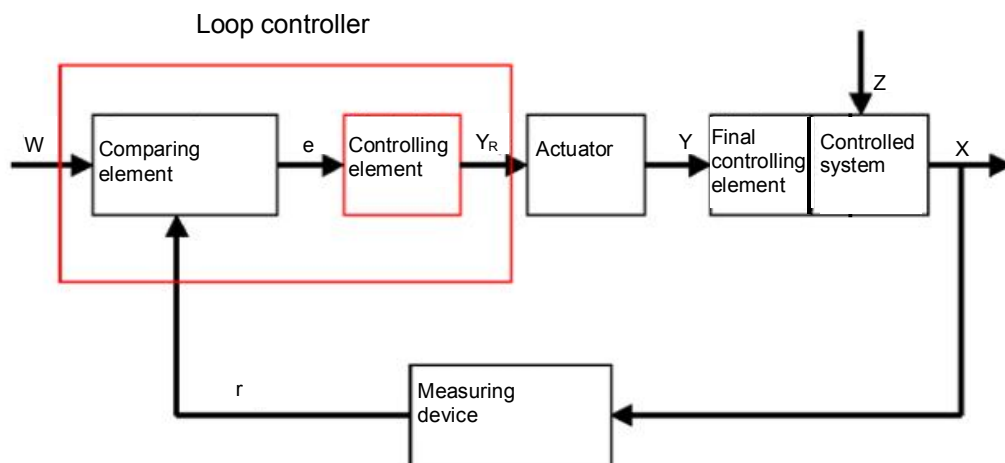 Loop controller
Z
W
Comparing
element
e
Controlling
element
YR
Actuator
Y
Final
controlling
element
Controlled
system
X
r
Measuring
device